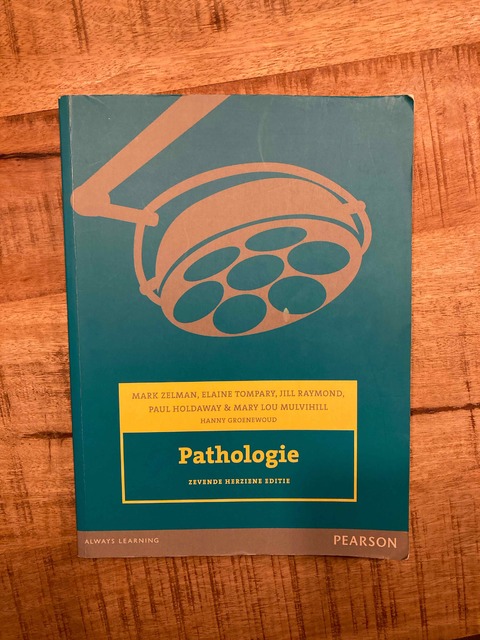 MARK ZELMAN, ELAINE TOMPARY, JILL RAYMOND,
PAUL HOLDAWAY & MARY LOU MULVIHILL
HANNY GROENEWOUD
Pathologie
ZEVENDE HERZIENE EDITIE
ALWAYS LEARNING
PEARSON